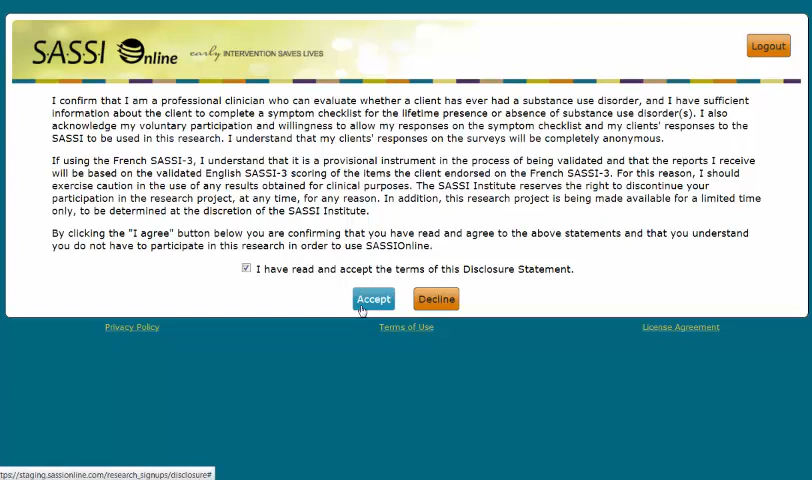 SASSI Online early INTERVENTION SAVES LIVES
Logout
I confirm that I am a professional clinician who can evaluate whether a client has ever had a substance use disorder, and I have sufficient
information about the client to complete a symptom checklist for the lifetime presence or absence of substance use disorder(s). I also
acknowledge my voluntary participation and willingness to allow my responses on the symptom checklist and my clients' responses to the
SASSI to be used in this research. I understand that my clients' responses on the surveys will be completely anonymous.
If using the French SASSI-3, I understand that it is a provisional instrument in the process of being validated and that the reports I receive
will be based on the validated English SASSI-3 scoring of the items the client endorsed on the French SASSI-3. For this reason, I should
exercise caution in the use of any results obtained for clinical purposes. The SASSI Institute reserves the right to discontinue your
participation in the research project, at any time, for any reason. In addition, this research project is being made available for a limited time
only, to be determined at the discretion of the SASSI Institute.
By clicking the "I agree" button below you are confirming that you have read and agree to the above statements and that you understand
you do not have to participate in this research in order to use SASSIOnline.
I have read and accept the terms of this Disclosure Statement.
Accept Decline
Privacy Policy Terms of Use License Agreement
tps://staging.sassionline.com/research_signups/disclosure#